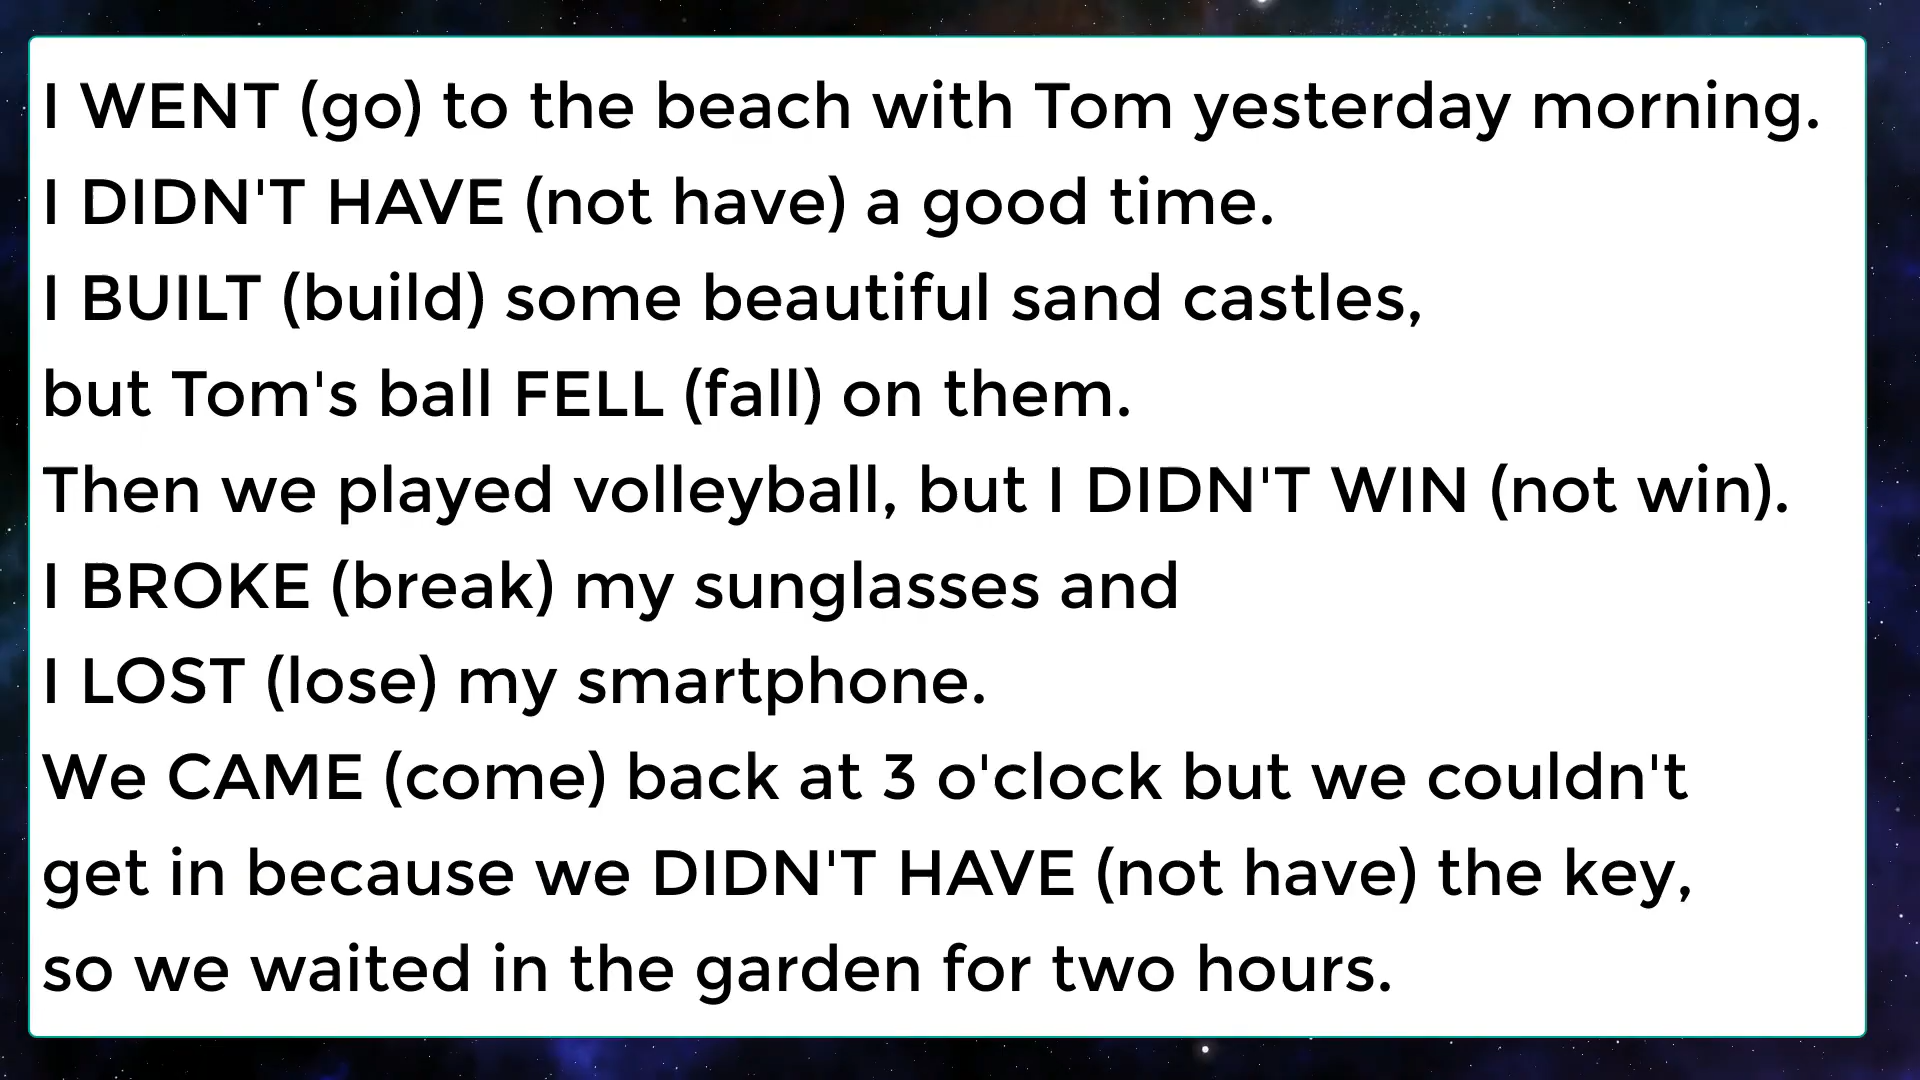 I WENT (go) to the beach with Tom yesterday morning.
I DIDN'T HAVE (not have) a good time.
I BUILT (build) some beautiful sand castles,
but Tom's ball FELL (fall) on them.
Then we played volleyball, but I DIDN'T WIN (not win).
I BROKE (break) my sunglasses and
I LOST (lose) my smartphone.
We CAME (come) back at 3 o'clock but we couldn't
get in because we DIDN'T HAVE (not have) the key,
so we waited in the garden for two hours.